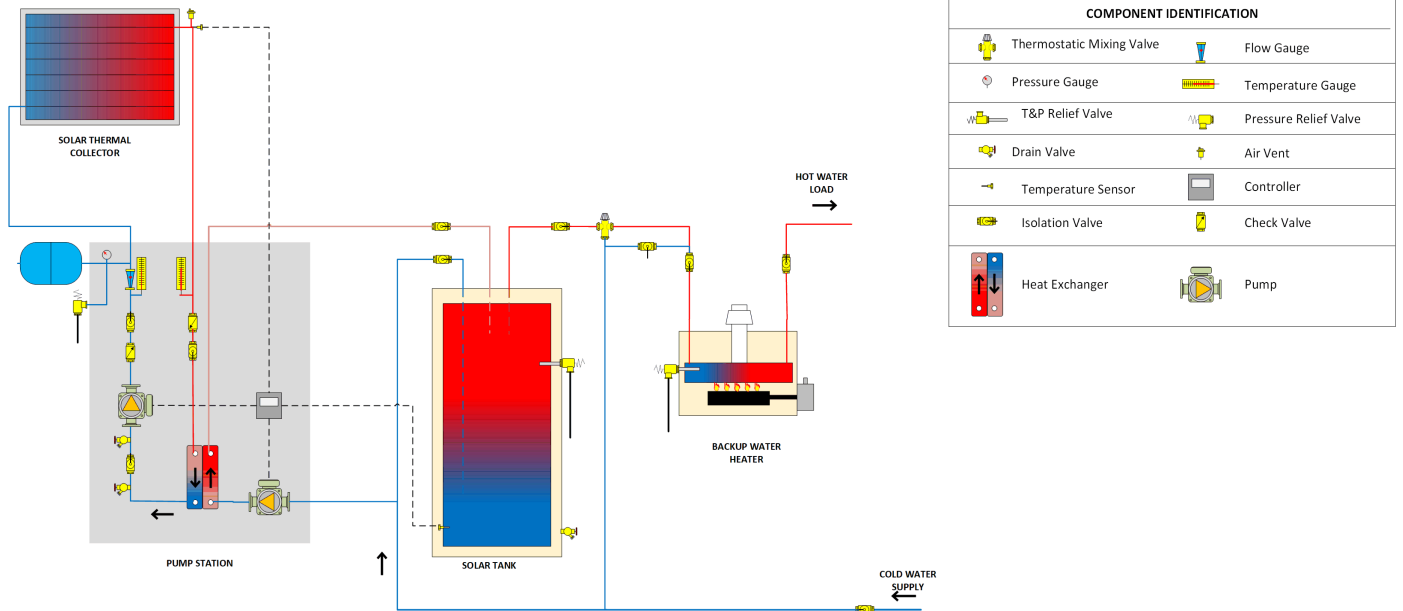 COMPONENT IDENTIFICATION
Thermostatic Mixing Valve
Flow Gauge
Pressure Gauge
Temperature Gauge
T&P Relief Valve
Pressure Relief Valve
Drain Valve
Air Vent
Temperature Sensor
Controller
Isolation Valve
Check Valve
Heat Exchanger
Pump
SOLAR THERMAL
COLLECTOR
HOT WATER
LOAD
BACKUP WATER
HEATER
PUMP STATION
SOLAR TANK
COLD WATER
SUPPLY